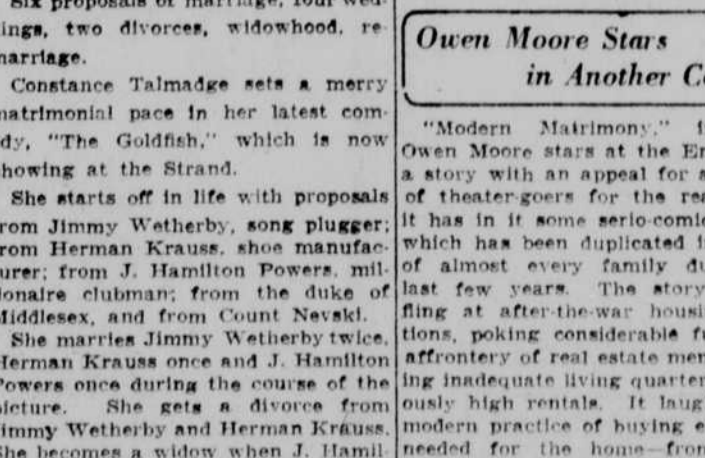 Six proposals of marriage, four wed-
ings, two divorces, widowhood, re-
narriage.
Constance Talmadge sets a merry
natrimonial pace in her latest com-
dy, "The Goldfish," which is now
howing at the Strand.
She starts off in life with proposals
rom Jimmy Wetherby, song plugger;
rom Herman Krauss, shoe manufac-
urer; from J. Hamilton Powers, mil-
ionaire clubman; from the duke of
Middlesex, and from Count Nevski.
She marries Jimmy Wetherby twice,
Herman Krauss once and J. Hamilton
Powers once during the course of the
picture. She gets a divorce from
immy Wetherby and Herman Krauss.
She becomes a widow when J. Hamil-
Owen Moore Stars
in Another C
"Modern Matrimony," i
Owen Moore stars at the Em
a story with an appeal for a
of theater-goers for the rea
it has in it some serio-comic
which has been duplicated i
of almost every family du
last few years. The story
fling at after-the-war housi
tions, poking considerable fu
affrontery of real estate mer
ing inadequate living quarter
ously high rentals. It laug
modern practice of buying e
needed for the home—from